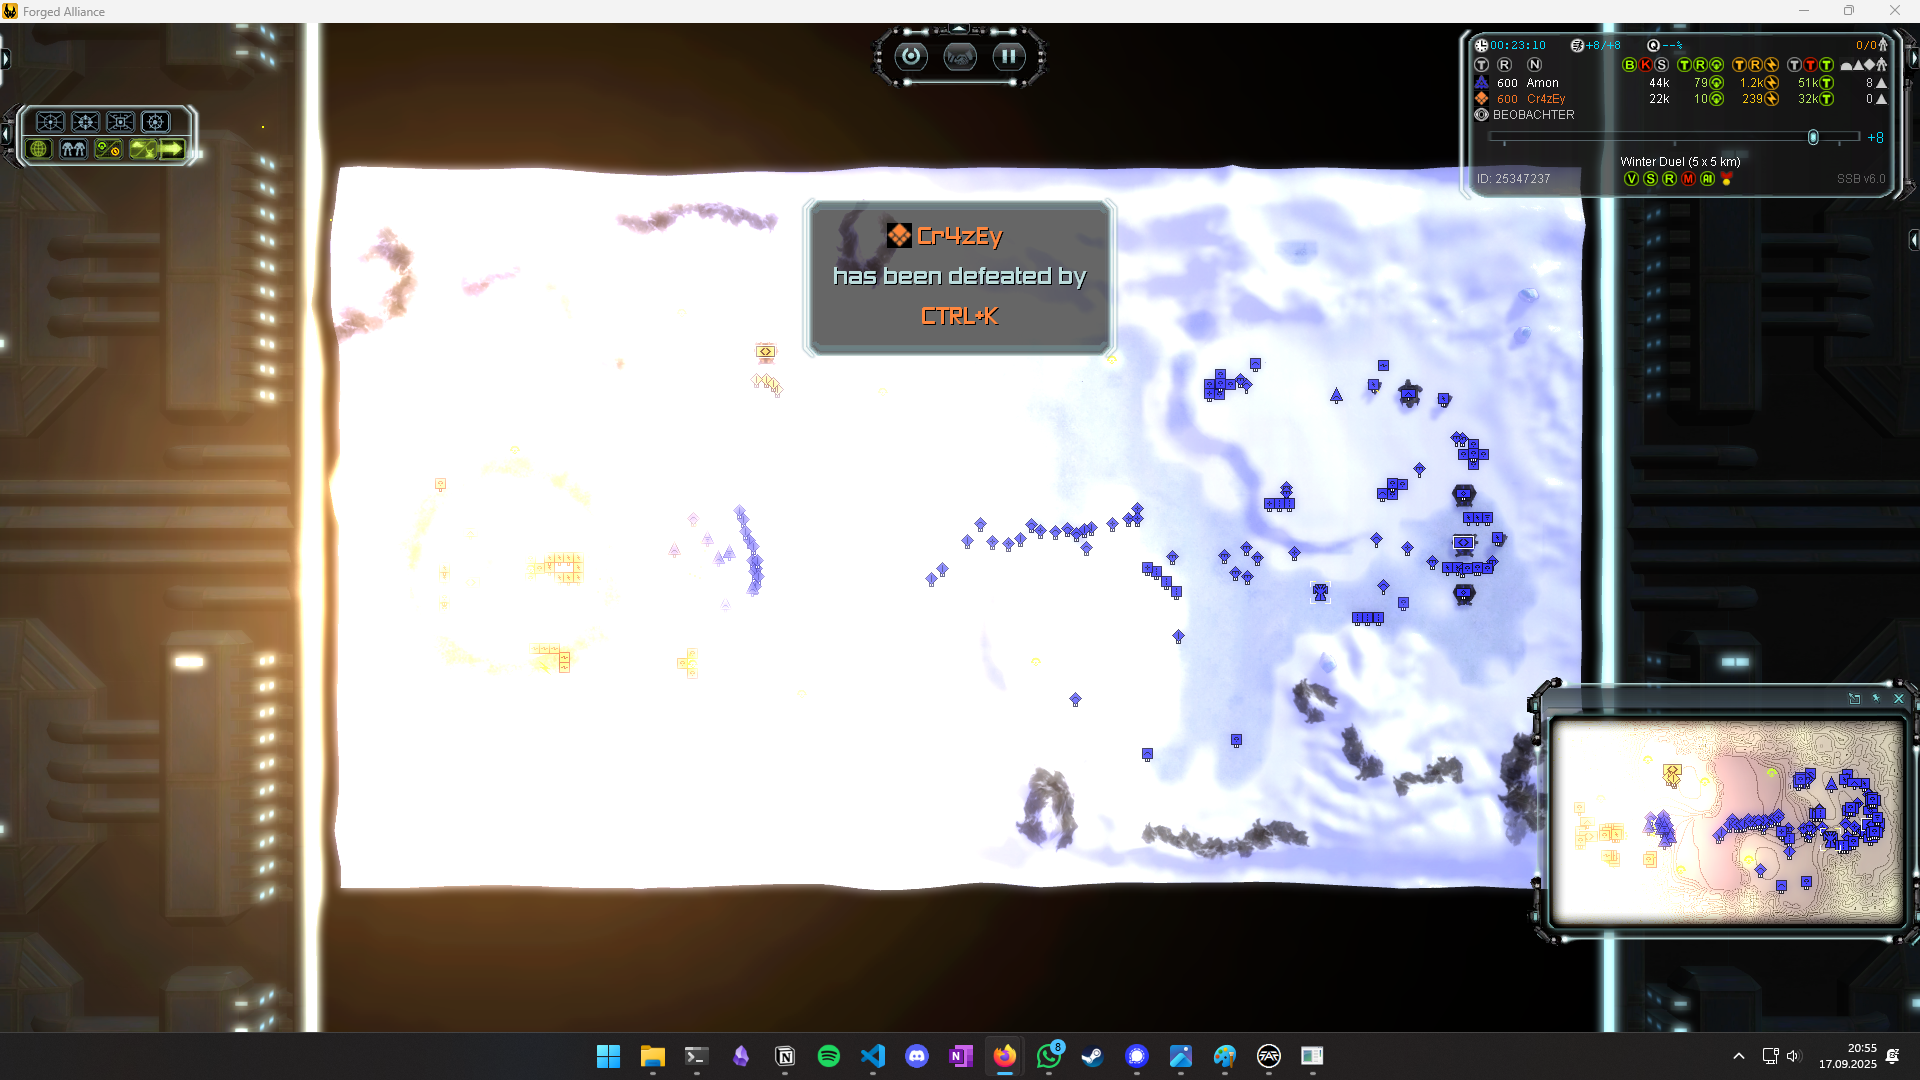 Forged Alliance
00:23:10 +8/+8 Q --% 0/0
T R N B K S T R T R T T T
600 Amon 44k 79 1.2k 51k T 8
600 Cr4zEy 22k 10 239 32k T 0
BEOBACHTER
+8
Winter Duel (5 x 5 km)
ID: 25347237 V S R M AI SSB v6.0
Cr4zEy
has been defeated by
CTRL+K
8
20:55
17.09.2025